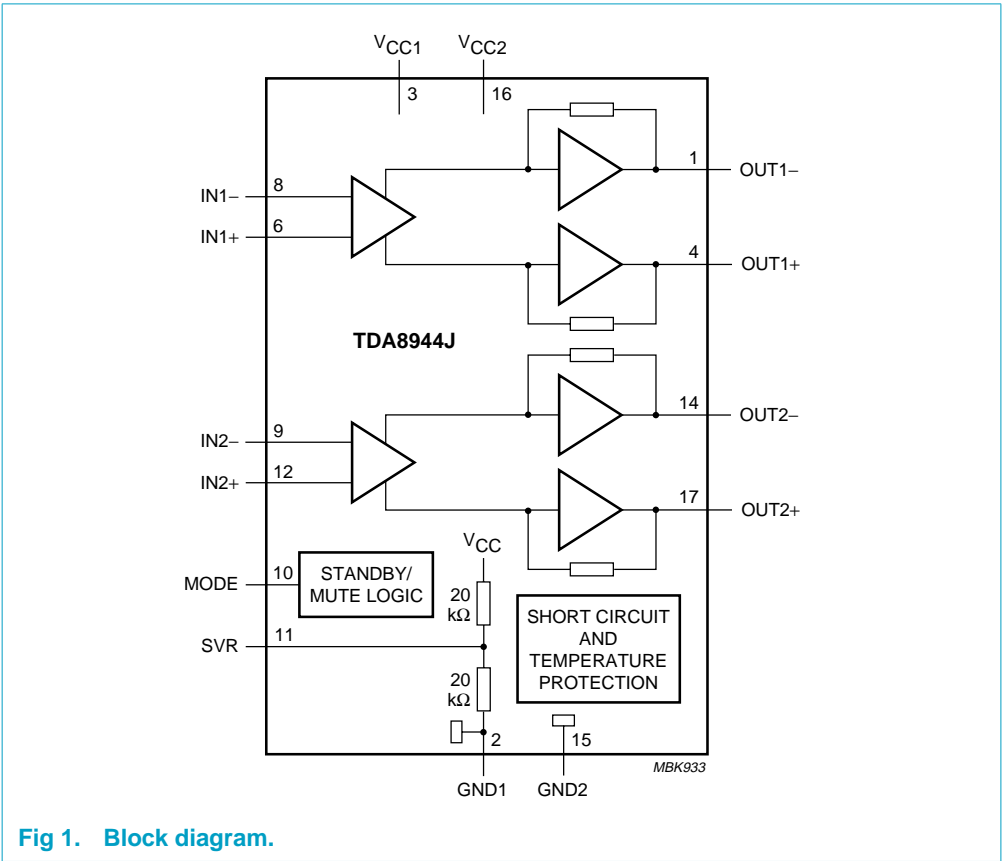 VCC1 VCC2
3 16
1 OUT1−
IN1− 8
IN1+ 6
4 OUT1+
TDA8944J
14 OUT2−
IN2− 9
IN2+ 12
17 OUT2+
VCC
MODE 10 STANDBY/
MUTE LOGIC
20
kΩ
SHORT CIRCUIT
AND
TEMPERATURE
PROTECTION
SVR 11
20
kΩ
2 15
MBK933
GND1 GND2
Fig 1. Block diagram.